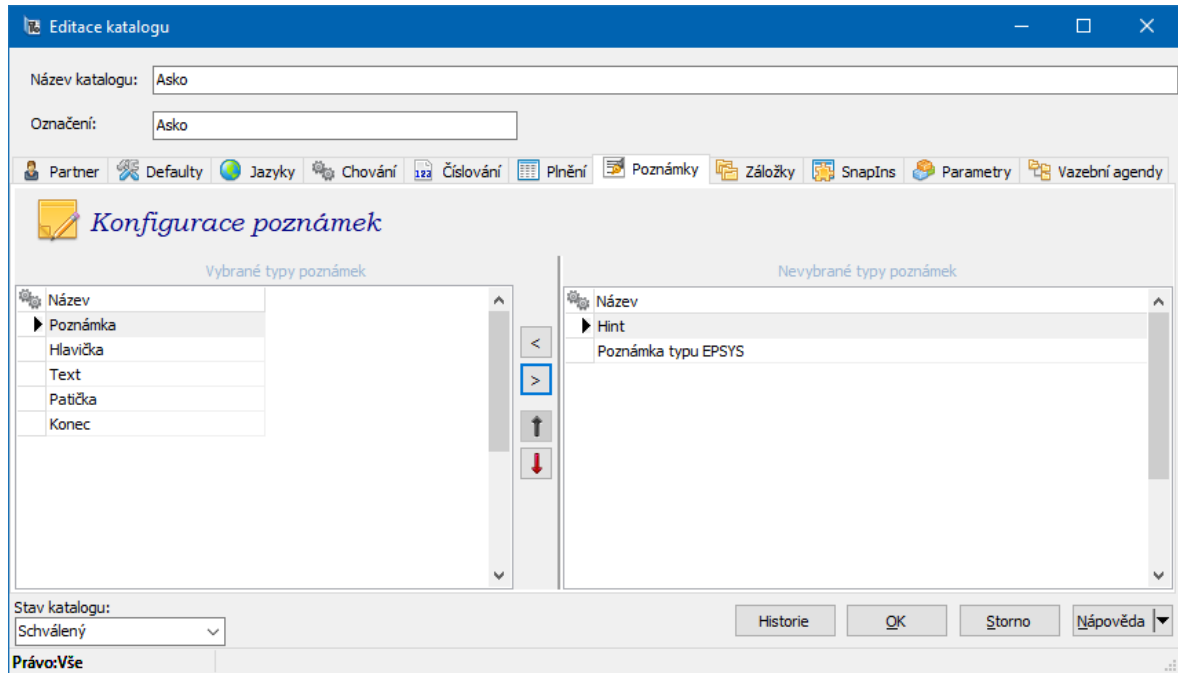 Editace katalogu
Název katalogu: Asko
Označení: Asko
Partner Defaulty Jazyky Chování 123 Číslování Plnění Poznámky Záložky SnapIns Parametry Vazební agendy
Konfigurace poznámek
Vybrané typy poznámek Nevybrané typy poznámek
Název Název
Poznámka Hint
Hlavička < Poznámka typu EPSYS
Text >
Patička
Konec
Stav katalogu:
Schválený Historie OK Storno Nápověda
Právo:Vše